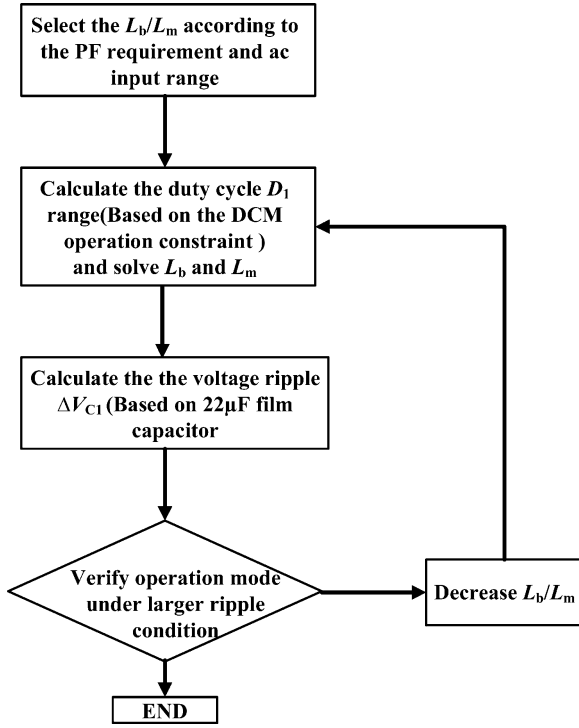 Select the Lb/Lm according to
the PF requirement and ac
input range
Calculate the duty cycle D1
range(Based on the DCM
operation constraint )
and solve Lb and Lm
Calculate the the voltage ripple
ΔVC1 (Based on 22μF film
capacitor
Verify operation mode
under larger ripple
condition
Decrease Lb/Lm
END